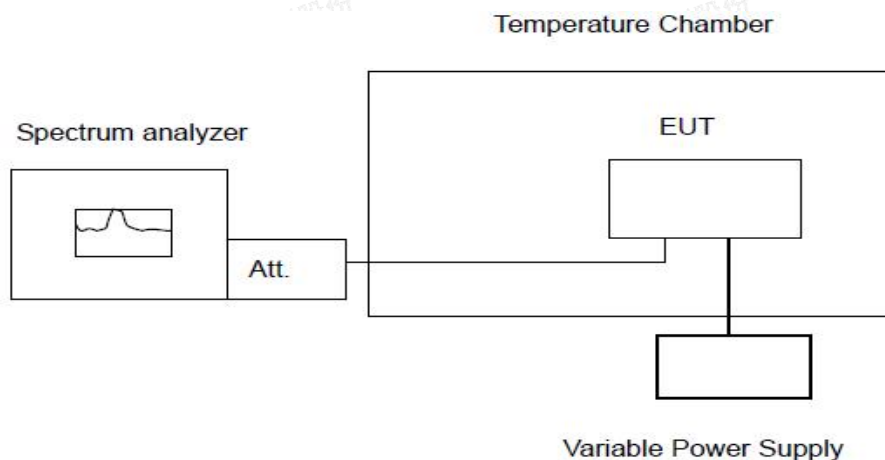 Temperature Chamber
Spectrum analyzer
EUT
Att.
Variable Power Supply